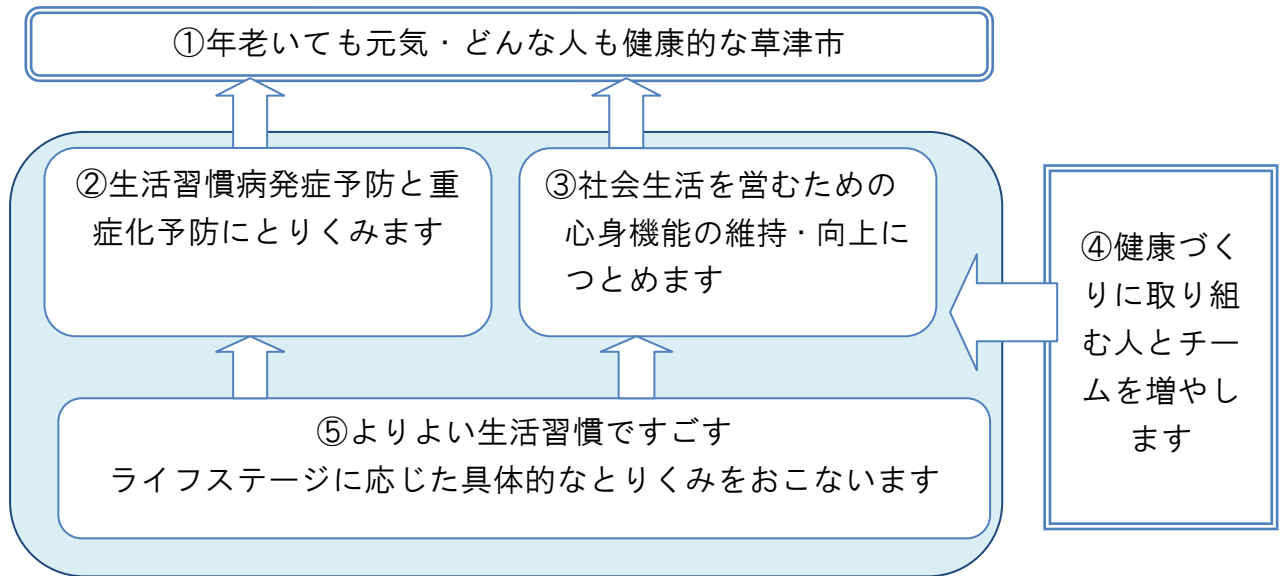 ①年老いても元気・どんな人も健康的な草津市
②生活習慣病発症予防と重
症化予防にとりくみます
③社会生活を営むための
心身機能の維持・向上に
つとめます
④健康づく
りに取り組
む人とチー
ムを増やし
ます
⑤よりよい生活習慣ですごす
ライフステージに応じた具体的なとりくみをおこないます